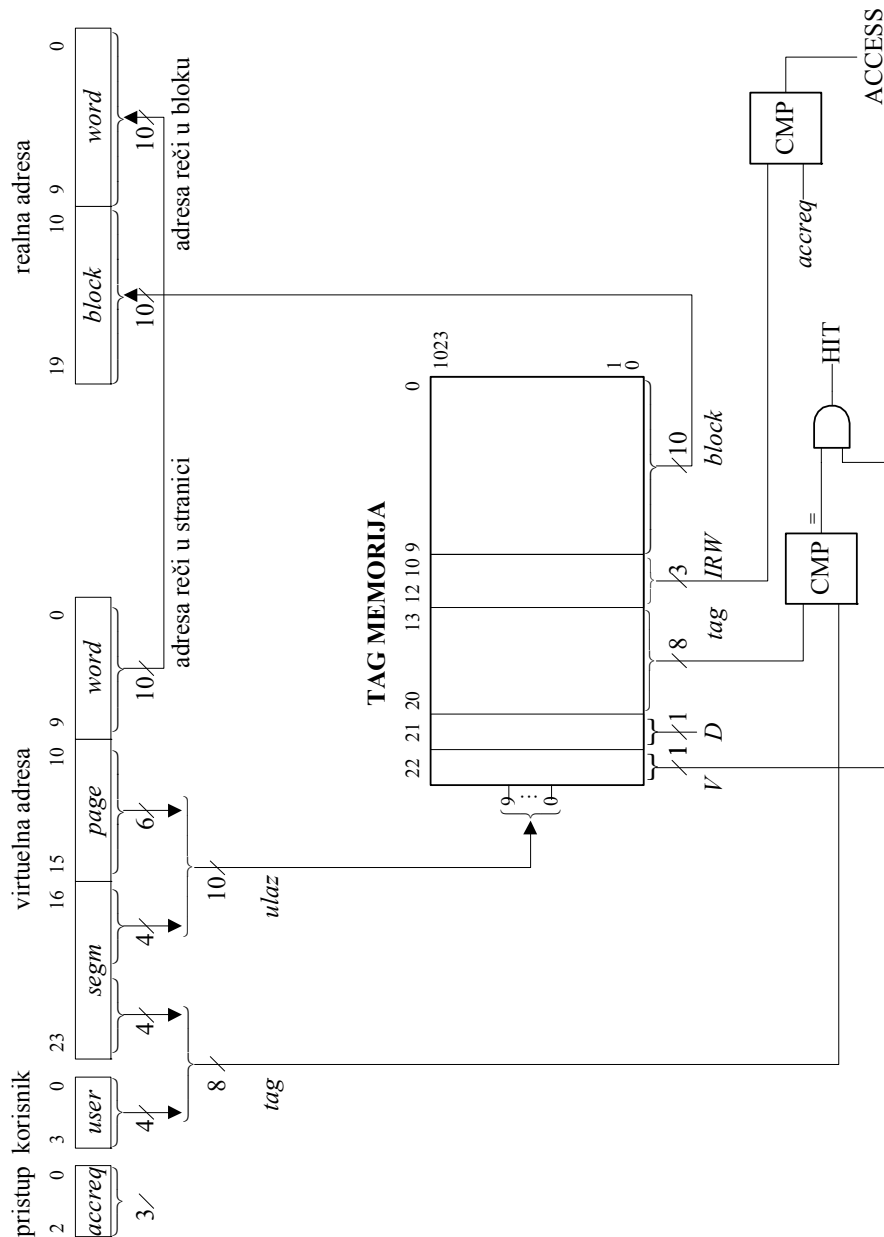 pristup korisnik virtuelna adresa realna adresa
2 0 3 0 23 16 15 10 9 0 19 10 9 0
accreq user segm page word block word
3 4 4 4 6 10 10 10
adresa reči u stranici adresa reči u bloku
8 10
tag ulaz
TAG MEMORIJA
22 21 20 13 12 10 9 0
1023
9
...
0
1
0
1 1 8 3 10
V D tag IRW block
accreq
CMP = CMP
HIT
ACCESS